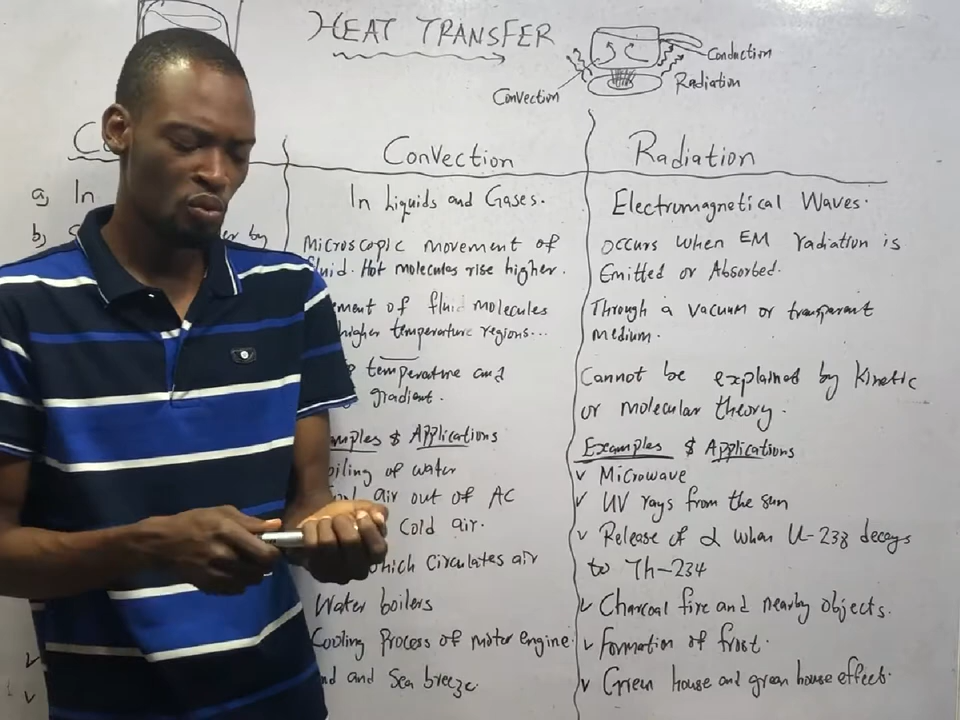 HEAT TRANSFER
Conduction
Convection
Radiation
Convection
Radiation
a, In
In Liquids and Gases.
Electromagnetical Waves.
b,
er by
Microscopic movement of
fluid. Hot molecules rise higher.
occurs when EM radiation is
Emitted or Absorbed.
ement of fluid molecules
higher temperature regions...
Through a vacuum or transparent
medium.
temperature and
gradient.
Cannot be explained by Kinetic
or molecular theory.
amples & Applications
Examples & Applications
oiling of water
air out of AC
Cold air.
which Circulates air
Water boilers
Cooling Process of motor engine
nd and Sea breeze.
✓ Microwave
✓ UV rays from the sun
✓ Release of α when U-238 decays
to Th-234
✓ Charcoal fire and nearby objects.
✓ Formation of frost.
✓ Green house and green house effects.